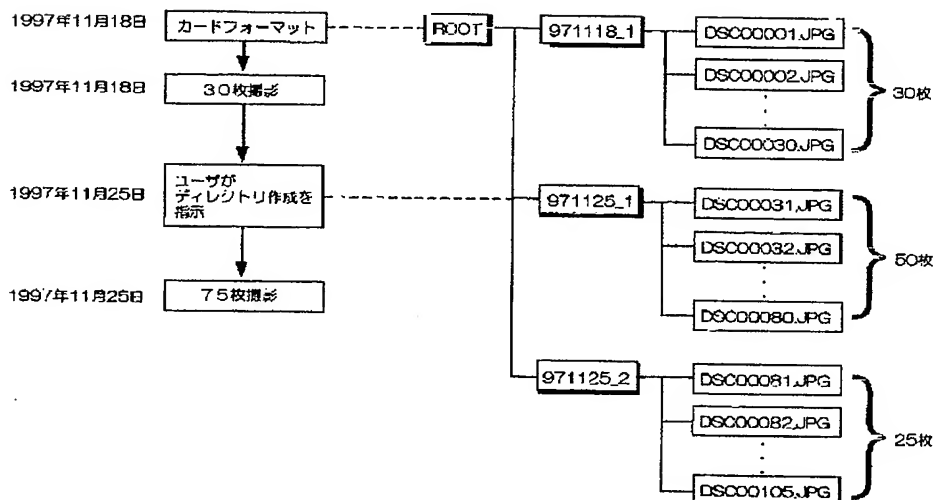 1997年11月18日
カードフォーマット
ROOT
971118_1
DSC00001.JPG
DSC00002.JPG
DSC00030.JPG
30枚
1997年11月18日
30枚撮影
1997年11月25日
ユーザが
ディレクトリ作成を
指示
971125_1
DSC00031.JPG
DSC00032.JPG
DSC00080.JPG
50枚
1997年11月25日
75枚撮影
971125_2
DSC00081.JPG
DSC00082.JPG
DSC00105.JPG
25枚